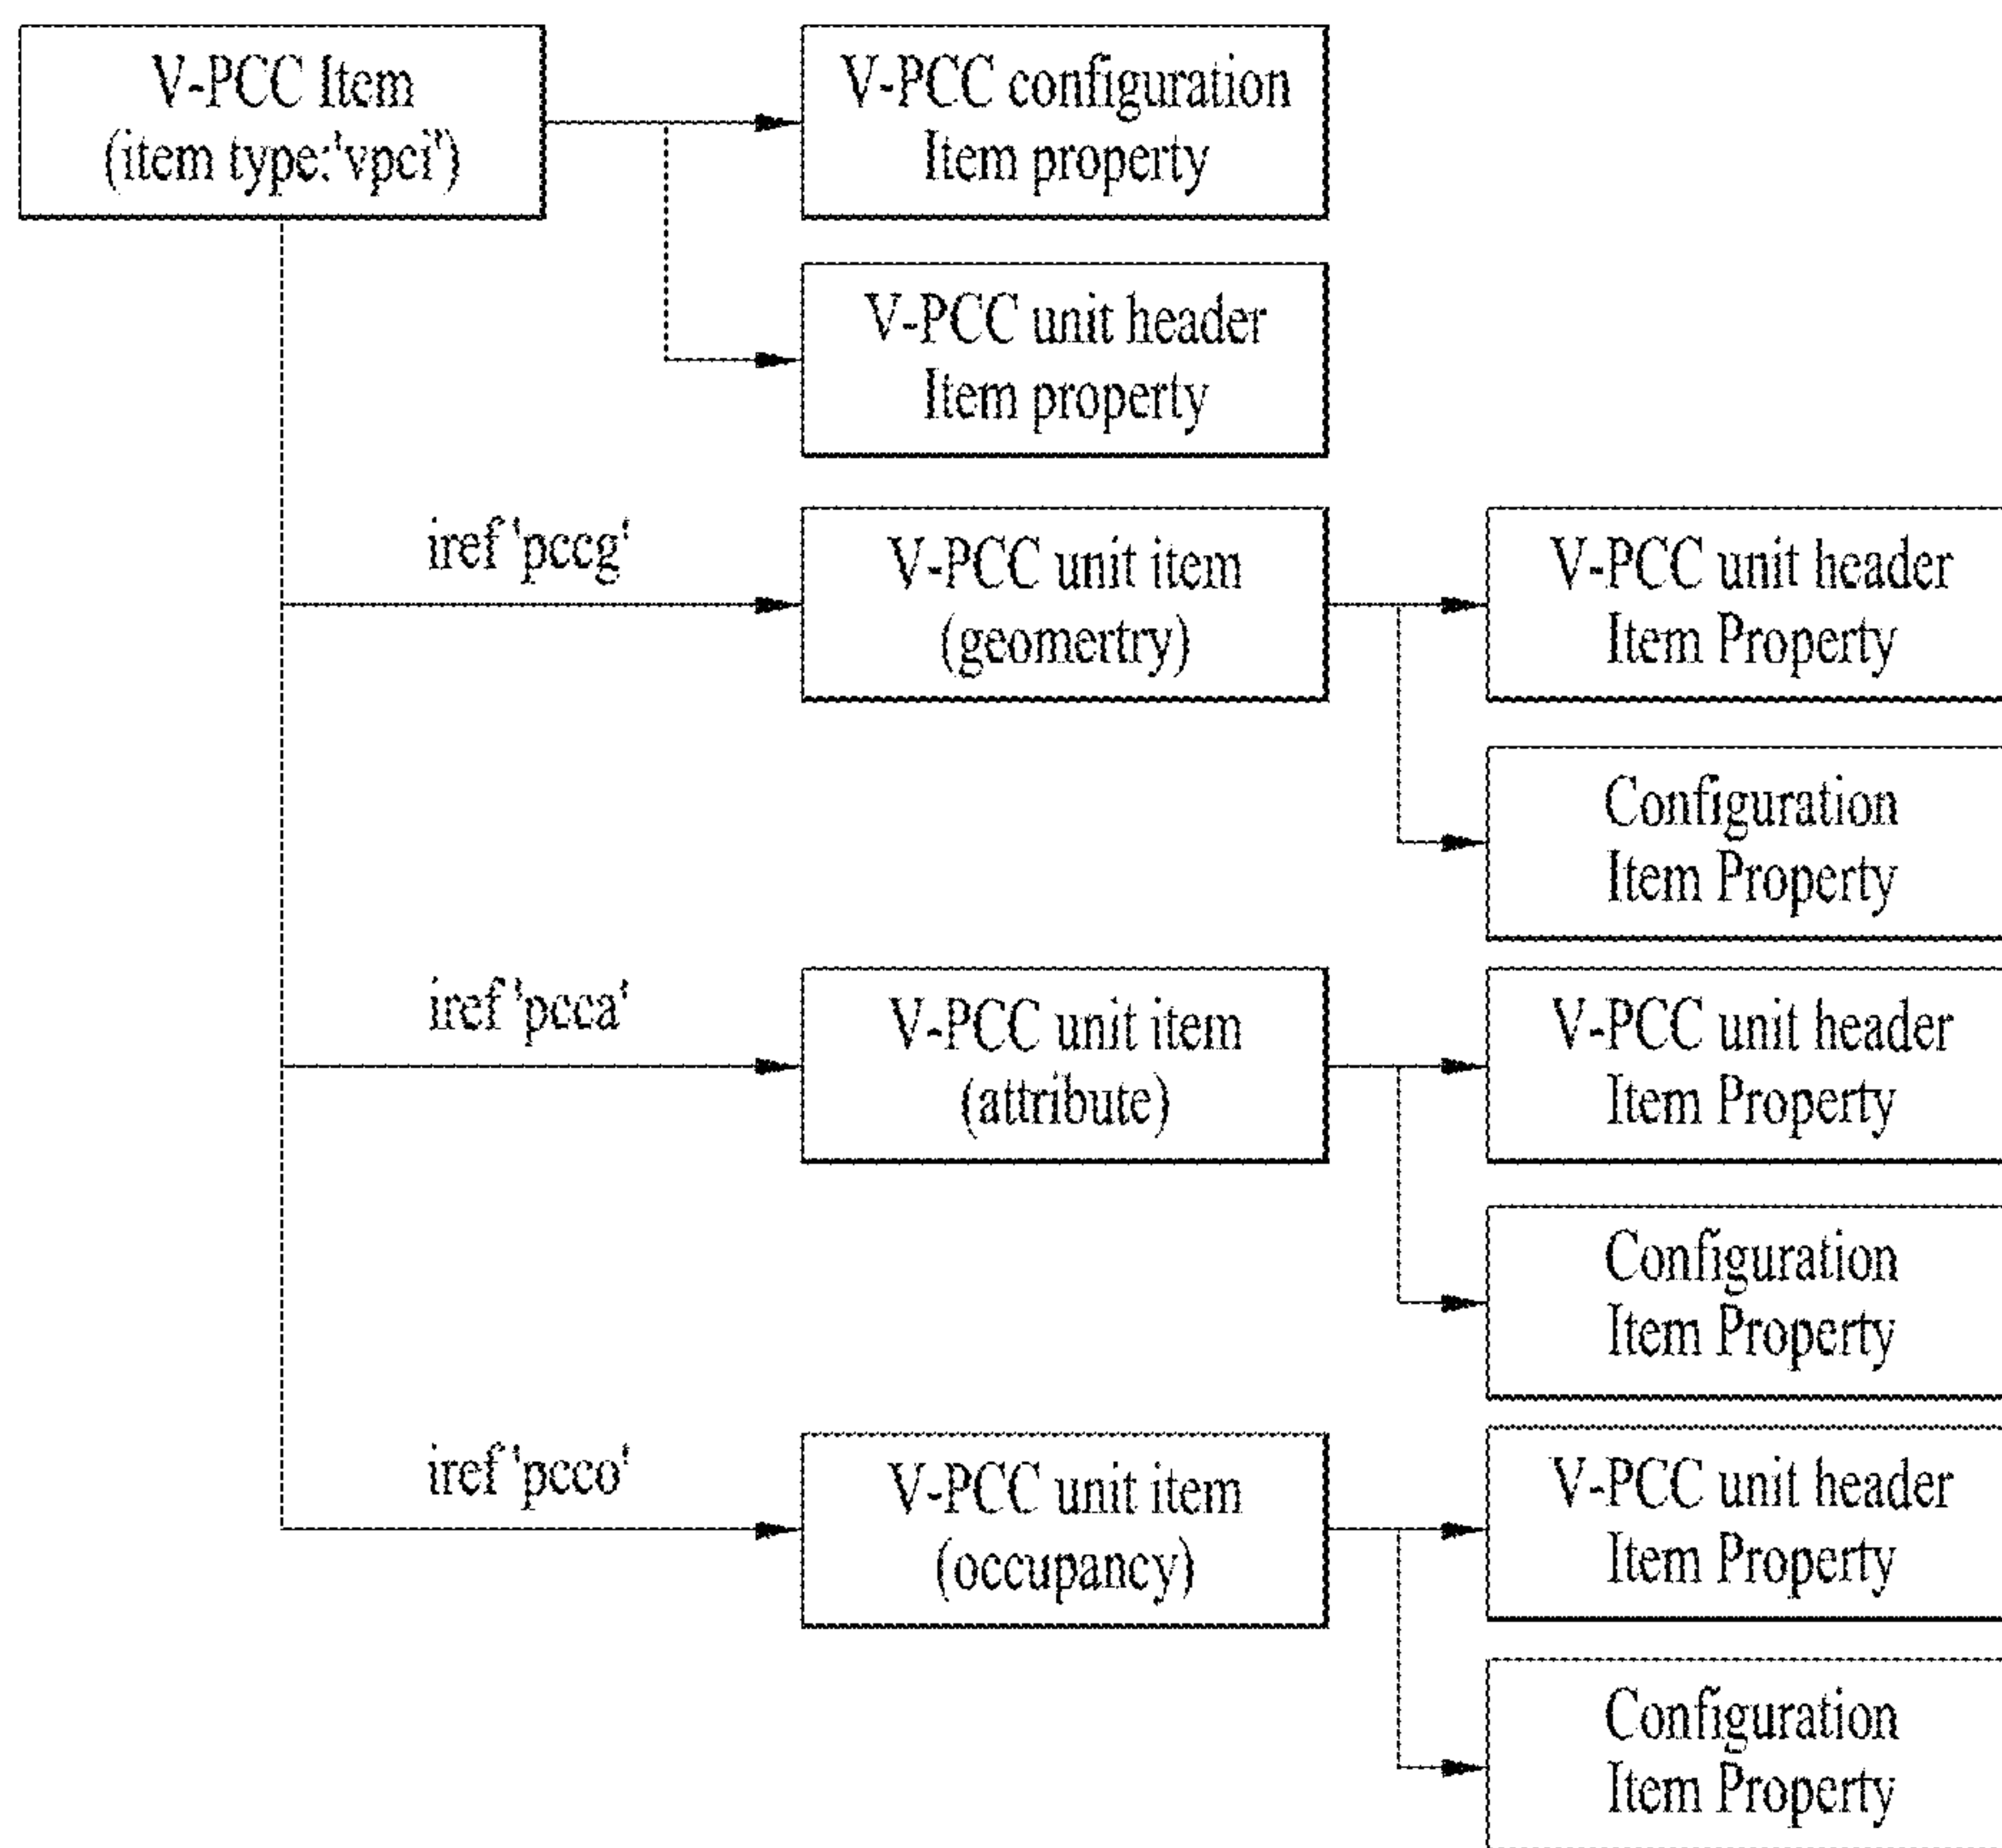 V-PCC Item
(item type:'vpci')
V-PCC configuration
Item property
V-PCC unit header
Item property
iref 'pccg'
V-PCC unit item
(geomertry)
V-PCC unit header
Item Property
Configuration
Item Property
iref 'pcca'
V-PCC unit item
(attribute)
V-PCC unit header
Item Property
Configuration
Item Property
iref 'pcco'
V-PCC unit item
(occupancy)
V-PCC unit header
Item Property
Configuration
Item Property